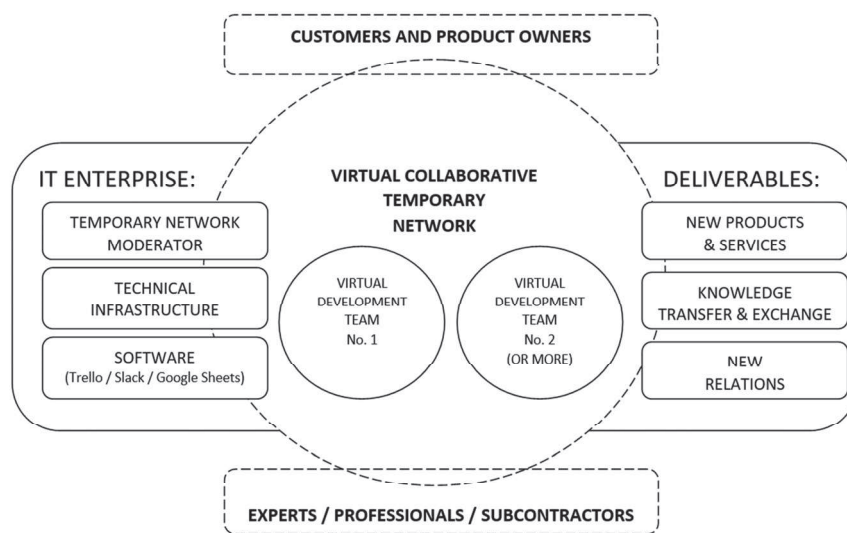 CUSTOMERS AND PRODUCT OWNERS
IT ENTERPRISE:
TEMPORARY NETWORK
MODERATOR
TECHNICAL
INFRASTRUCTURE
SOFTWARE
(Trello / Slack / Google Sheets)
VIRTUAL COLLABORATIVE
TEMPORARY
NETWORK
VIRTUAL
DEVELOPMENT
TEAM
No. 1
VIRTUAL
DEVELOPMENT
TEAM
No. 2
(OR MORE)
DELIVERABLES:
NEW PRODUCTS
& SERVICES
KNOWLEDGE
TRANSFER & EXCHANGE
NEW
RELATIONS
EXPERTS / PROFESSIONALS / SUBCONTRACTORS